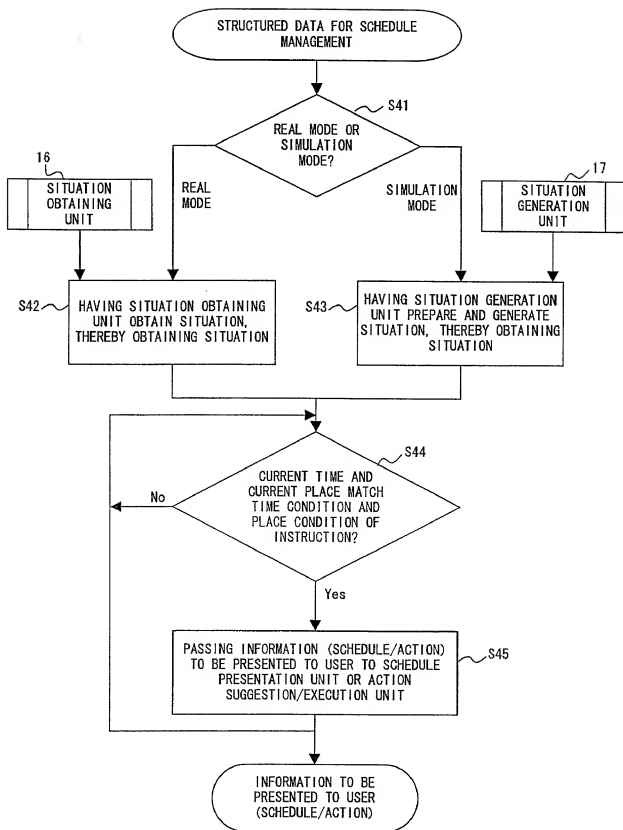 STRUCTURED DATA FOR SCHEDULE
MANAGEMENT
S41
REAL MODE OR
SIMULATION
MODE?
16
SITUATION
OBTAINING
UNIT
REAL
MODE
SIMULATION
MODE
17
SITUATION
GENERATION
UNIT
S42
HAVING SITUATION OBTAINING
UNIT OBTAIN SITUATION,
THEREBY OBTAINING SITUATION
S43
HAVING SITUATION GENERATION
UNIT PREPARE AND GENERATE
SITUATION, THEREBY OBTAINING
SITUATION
S44
CURRENT TIME AND
CURRENT PLACE MATCH
TIME CONDITION AND
PLACE CONDITION OF
INSTRUCTION?
No
Yes
S45
PASSING INFORMATION (SCHEDULE/ACTION)
TO BE PRESENTED TO USER TO SCHEDULE
PRESENTATION UNIT OR ACTION
SUGGESTION/EXECUTION UNIT
INFORMATION TO BE
PRESENTED TO USER
(SCHEDULE/ACTION)